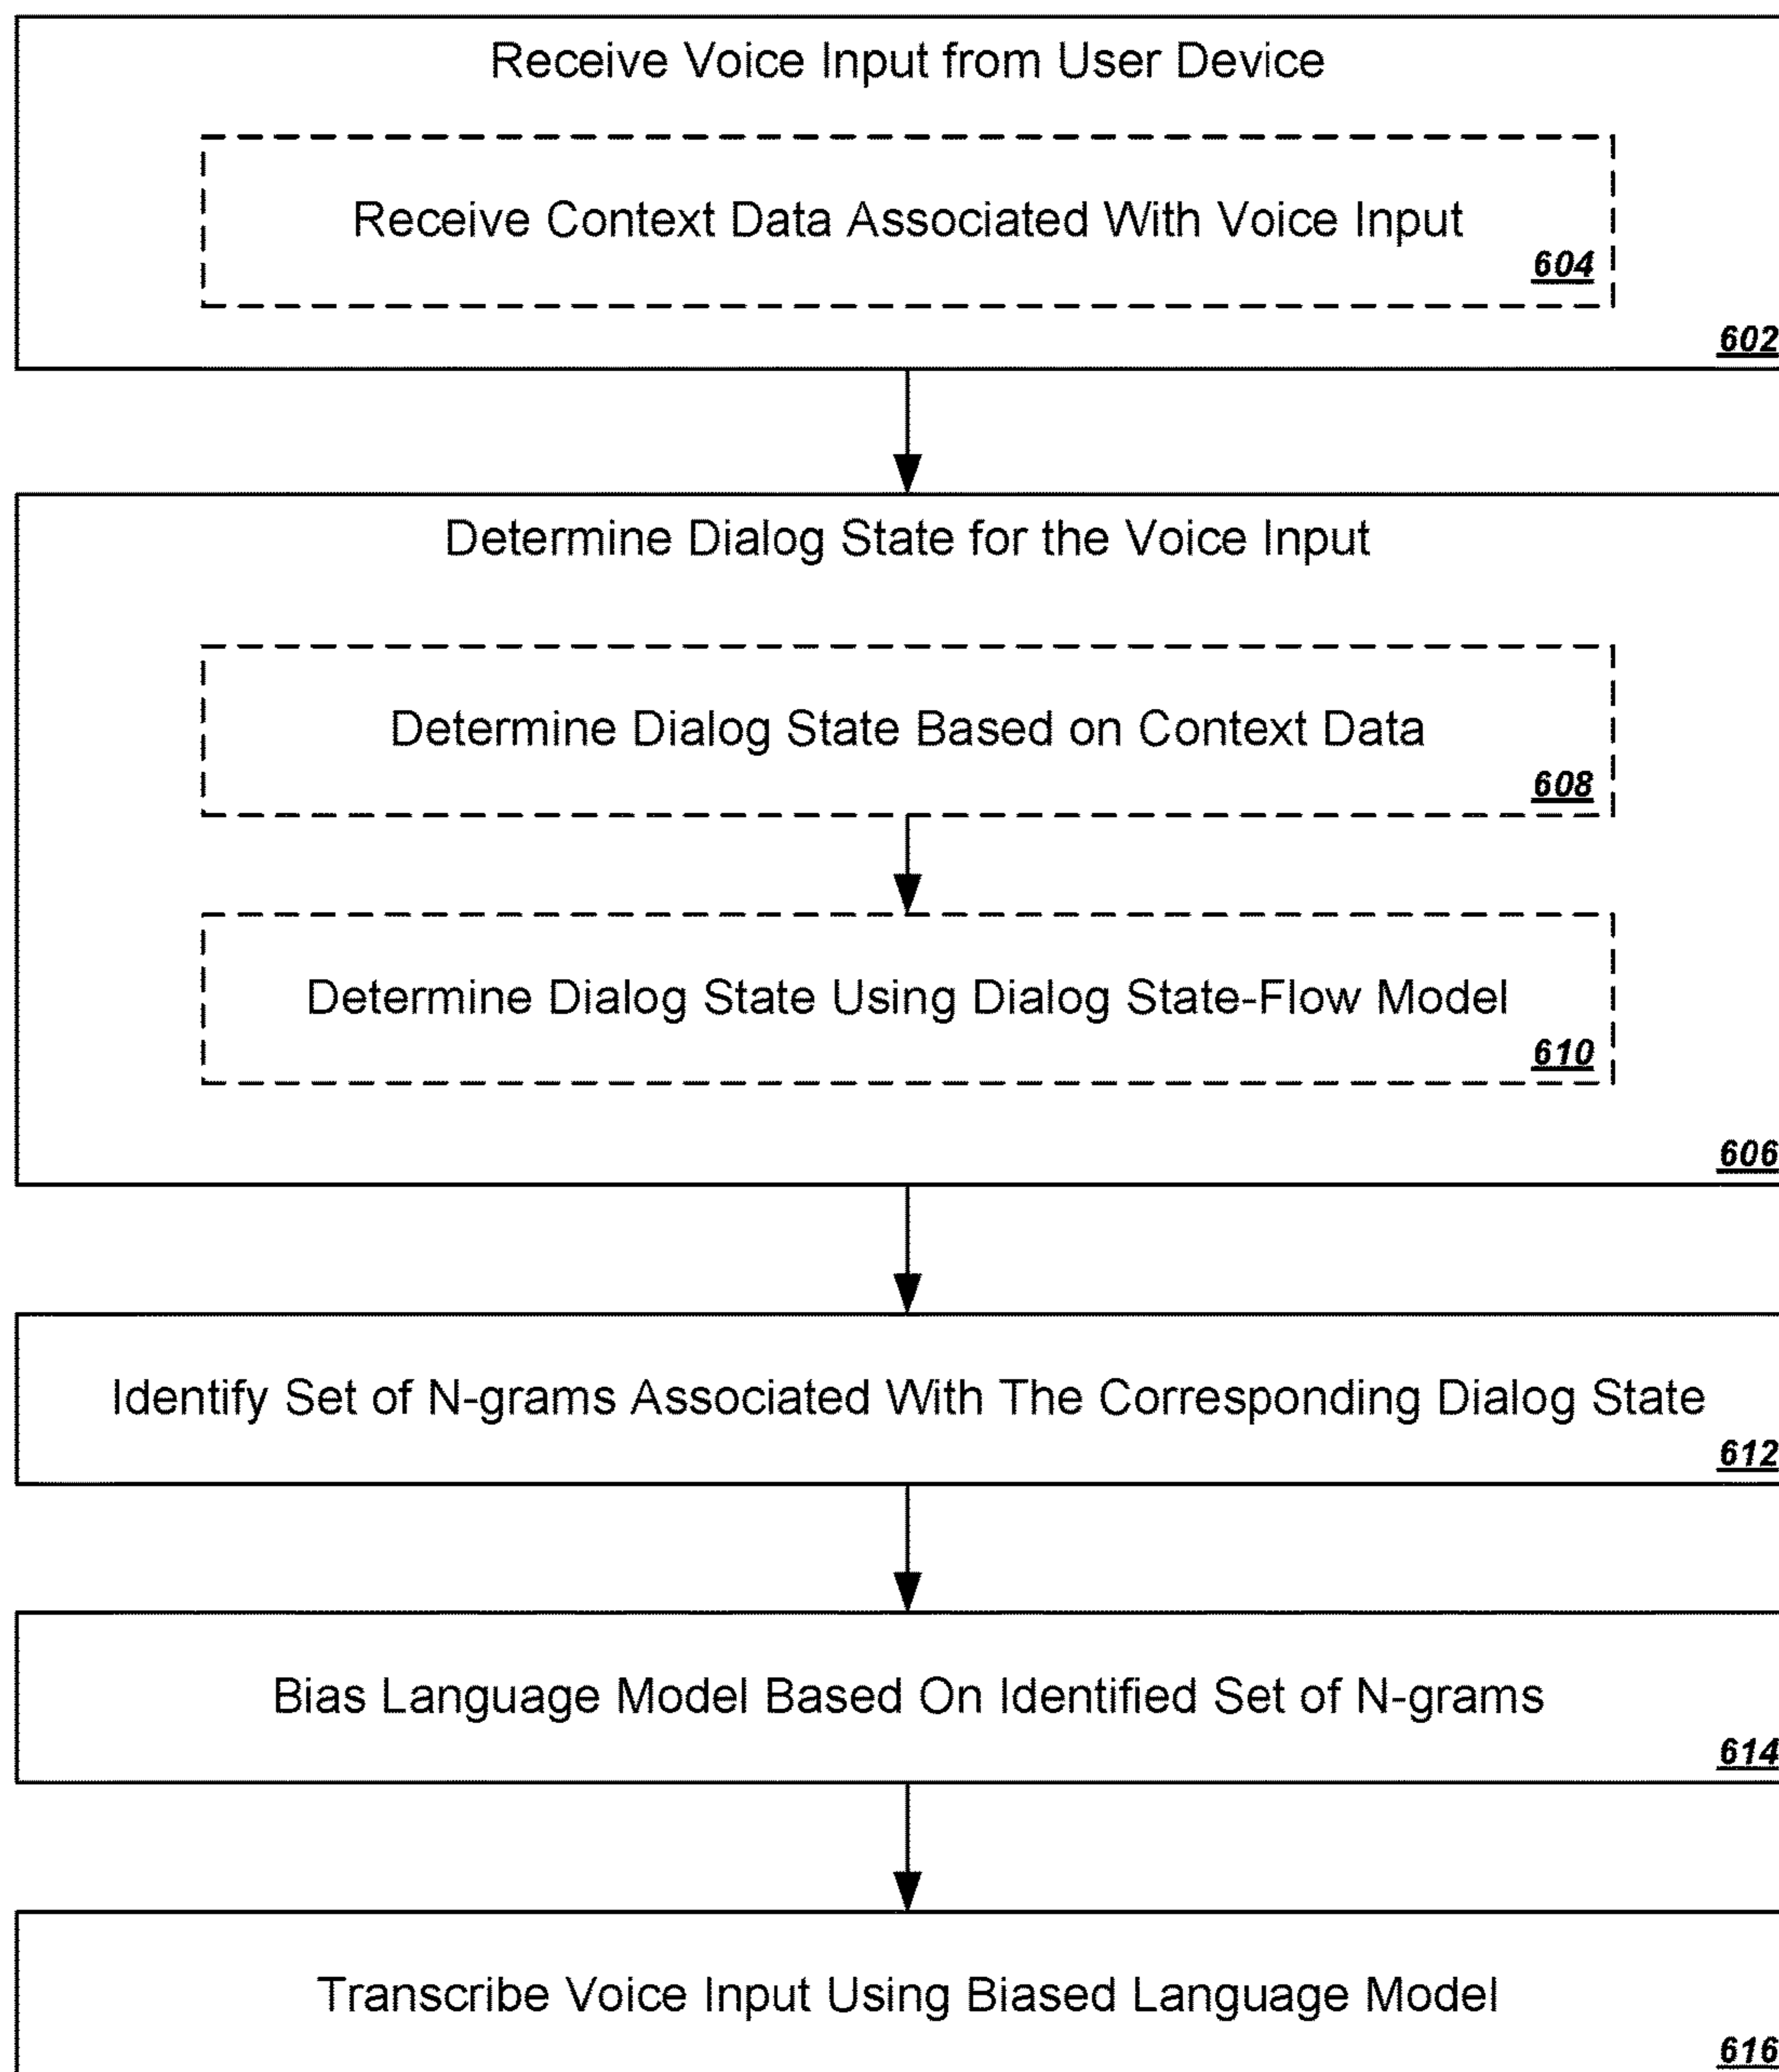 Receive Voice Input from User Device
Receive Context Data Associated With Voice Input
604
602
Determine Dialog State for the Voice Input
Determine Dialog State Based on Context Data
608
Determine Dialog State Using Dialog State-Flow Model
610
606
Identify Set of N-grams Associated With The Corresponding Dialog State
612
Bias Language Model Based On Identified Set of N-grams
614
Transcribe Voice Input Using Biased Language Model
616